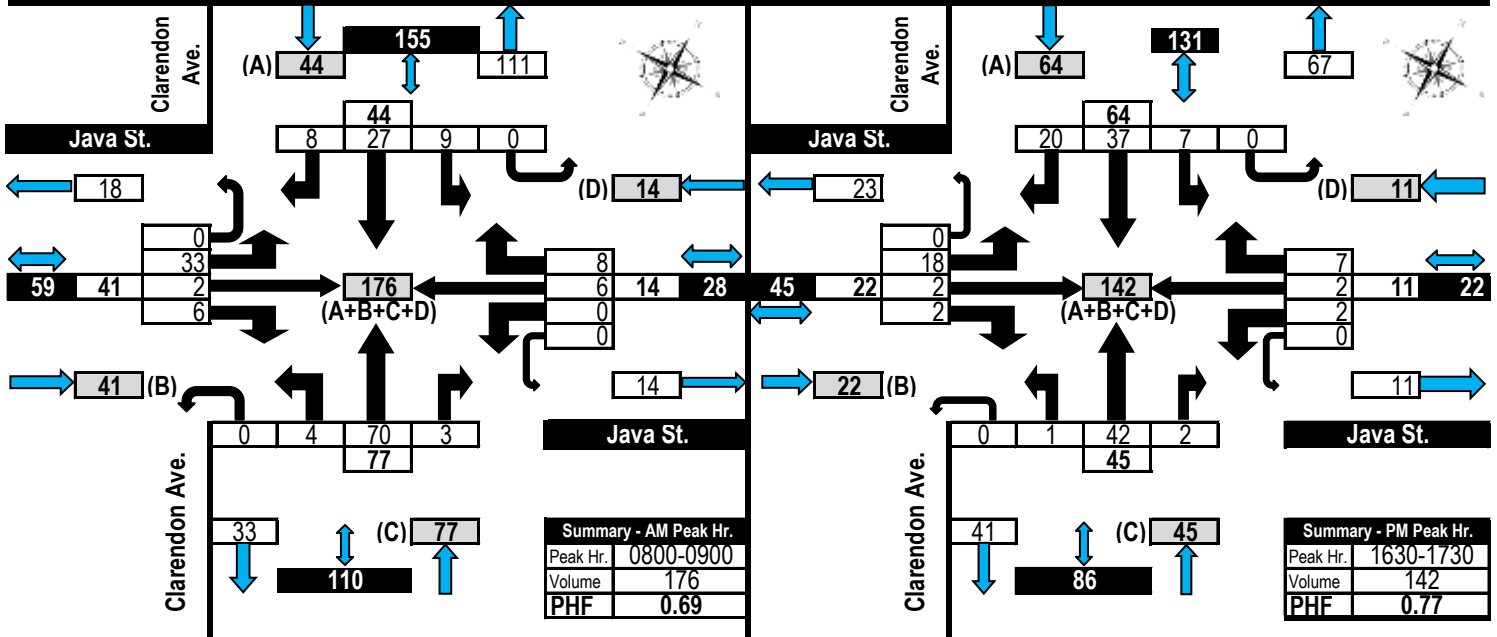 Clarendon Ave.
(A) 44
155
111
44
8 27 9 0
Java St.
18
(D) 14
0
33
59 41 2
6
176
(A+B+C+D)
8
6 14 28
0
0
41 (B)
14
0 4 70 3
77
Java St.
Clarendon Ave.
33
(C) 77
110
Summary - AM Peak Hr.
Peak Hr. 0800-0900
Volume 176
PHF 0.69
Clarendon Ave.
(A) 64
131
67
64
20 37 7 0
Java St.
23
(D) 11
0
18
45 22 2
2
142
(A+B+C+D)
7
2 11 22
2
0
22 (B)
11
0 1 42 2
45
Java St.
Clarendon Ave.
41
(C) 45
86
Summary - PM Peak Hr.
Peak Hr. 1630-1730
Volume 142
PHF 0.77